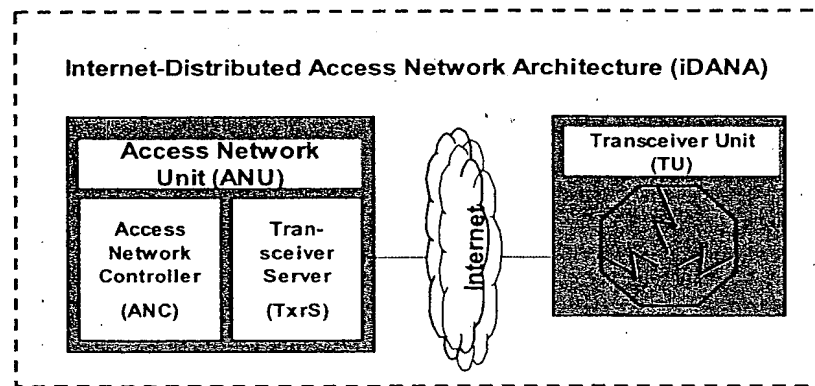 Internet-Distributed Access Network Architecture (iDANA)
Access Network
Unit (ANU)
Access
Network
Controller
(ANC)
Tran-
sceiver
Server
(TxrS)
Internet
Transceiver Unit
(TU)